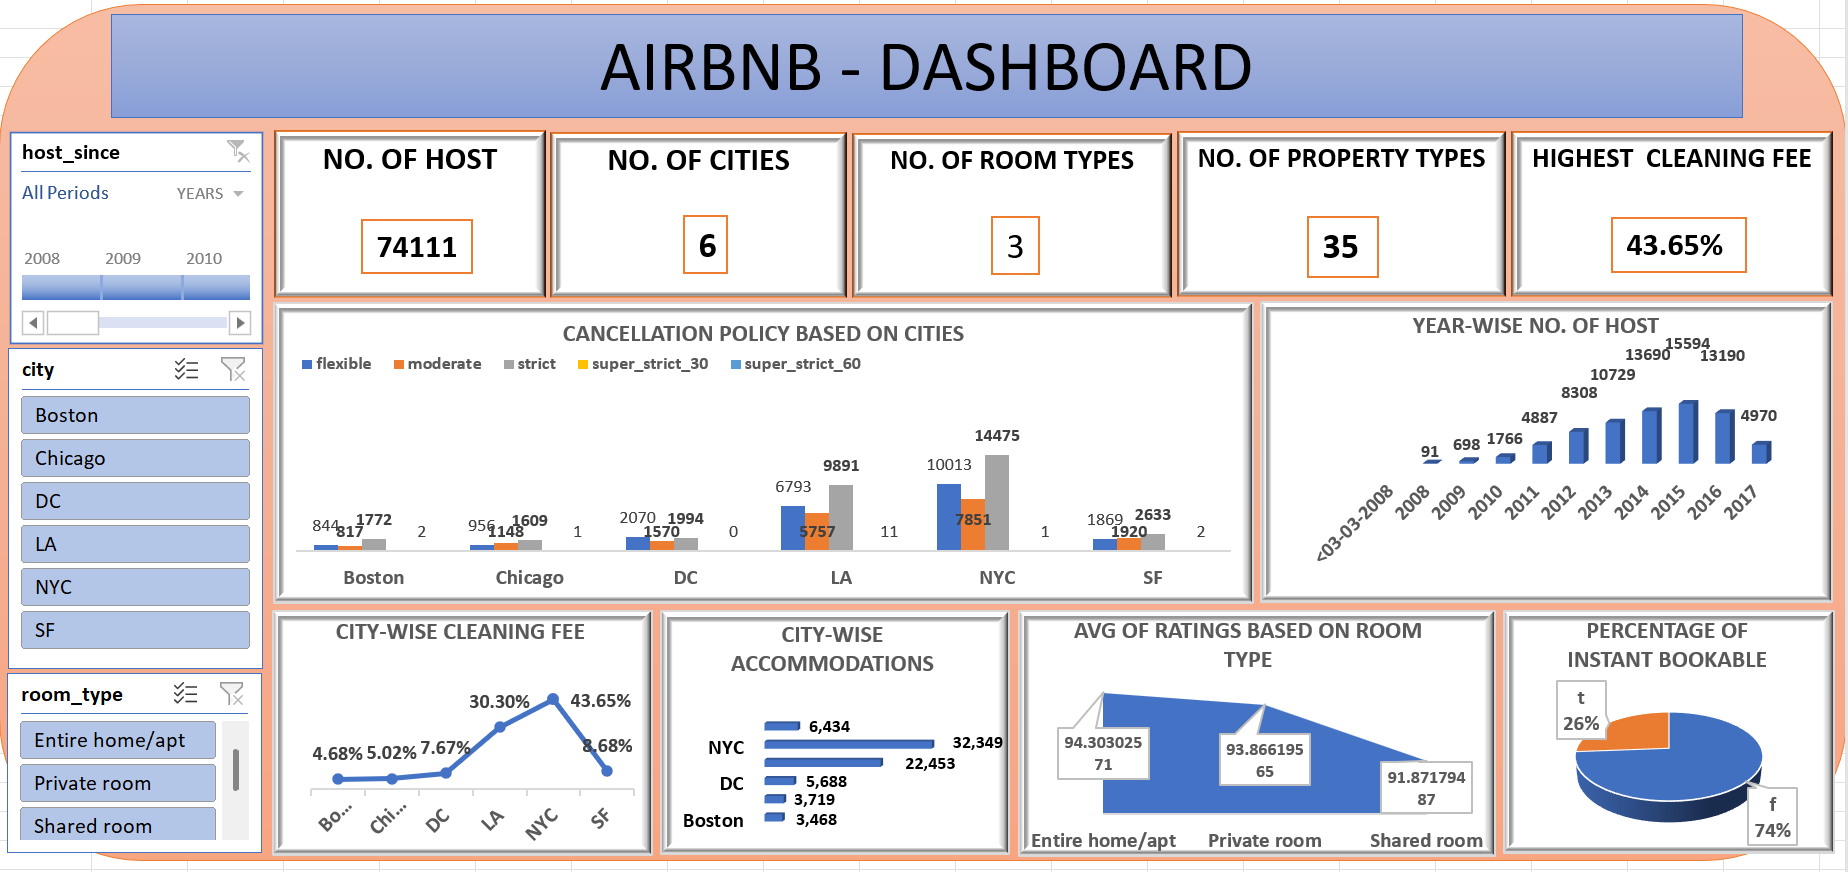 AIRBNB - DASHBOARD
host_since
All Periods
YEARS
2008 2009 2010
city
Boston
Chicago
DC
LA
NYC
SF
room_type
Entire home/apt
Private room
Shared room
NO. OF HOST
74111
NO. OF CITIES
6
NO. OF ROOM TYPES
3
NO. OF PROPERTY TYPES
35
HIGHEST CLEANING FEE
43.65%
CANCELLATION POLICY BASED ON CITIES
flexible moderate strict super_strict_30 super_strict_60
844 817 1772 2
956 1148 1609 1
2070 1570 1994 0
6793 5757 9891 11
10013 7851 14475 1
1869 1920 2633 2
Boston Chicago DC LA NYC SF
YEAR-WISE NO. OF HOST
91 698 1766 4887 8308 10729 13690 15594 13190 4970
<03-03-2008 2008 2009 2010 2011 2012 2013 2014 2015 2016 2017
CITY-WISE CLEANING FEE
4.68% 5.02% 7.67% 30.30% 43.65% 8.68%
Bo... Chi... DC LA NYC SF
CITY-WISE
ACCOMMODATIONS
6,434
NYC 32,349
22,453
DC 5,688
3,719
Boston 3,468
AVG OF RATINGS BASED ON ROOM
TYPE
94.303025
71
93.866195
65
91.871794
87
Entire home/apt Private room Shared room
PERCENTAGE OF
INSTANT BOOKABLE
t
26%
f
74%